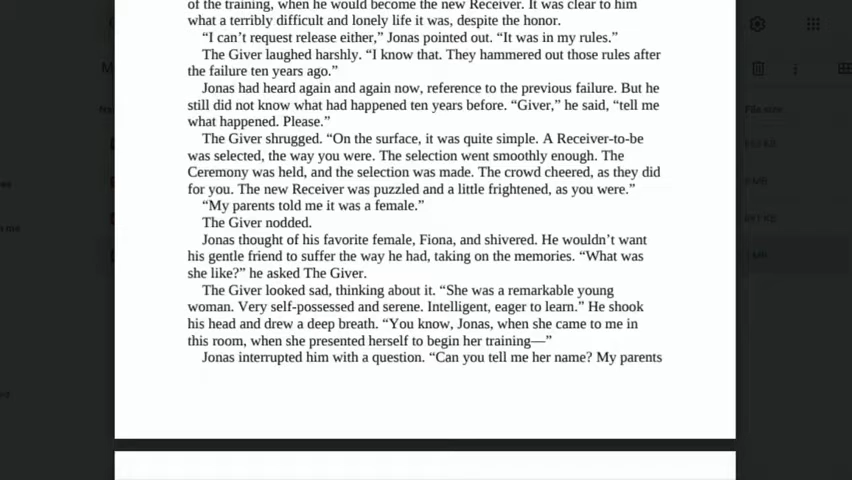 of the training, when he would become the new Receiver. It was clear to him
what a terribly difficult and lonely life it was, despite the honor.
“I can’t request release either,” Jonas pointed out. “It was in my rules.”
The Giver laughed harshly. “I know that. They hammered out those rules after
the failure ten years ago.”
Jonas had heard again and again now, reference to the previous failure. But he
still did not know what had happened ten years before. “Giver,” he said, “tell me
what happened. Please.”
The Giver shrugged. “On the surface, it was quite simple. A Receiver-to-be
was selected, the way you were. The selection went smoothly enough. The
Ceremony was held, and the selection was made. The crowd cheered, as they did
for you. The new Receiver was puzzled and a little frightened, as you were.”
“My parents told me it was a female.”
The Giver nodded.
Jonas thought of his favorite female, Fiona, and shivered. He wouldn’t want
his gentle friend to suffer the way he had, taking on the memories. “What was
she like?” he asked The Giver.
The Giver looked sad, thinking about it. “She was a remarkable young
woman. Very self-possessed and serene. Intelligent, eager to learn.” He shook
his head and drew a deep breath. “You know, Jonas, when she came to me in
this room, when she presented herself to begin her training—”
Jonas interrupted him with a question. “Can you tell me her name? My parents
File size